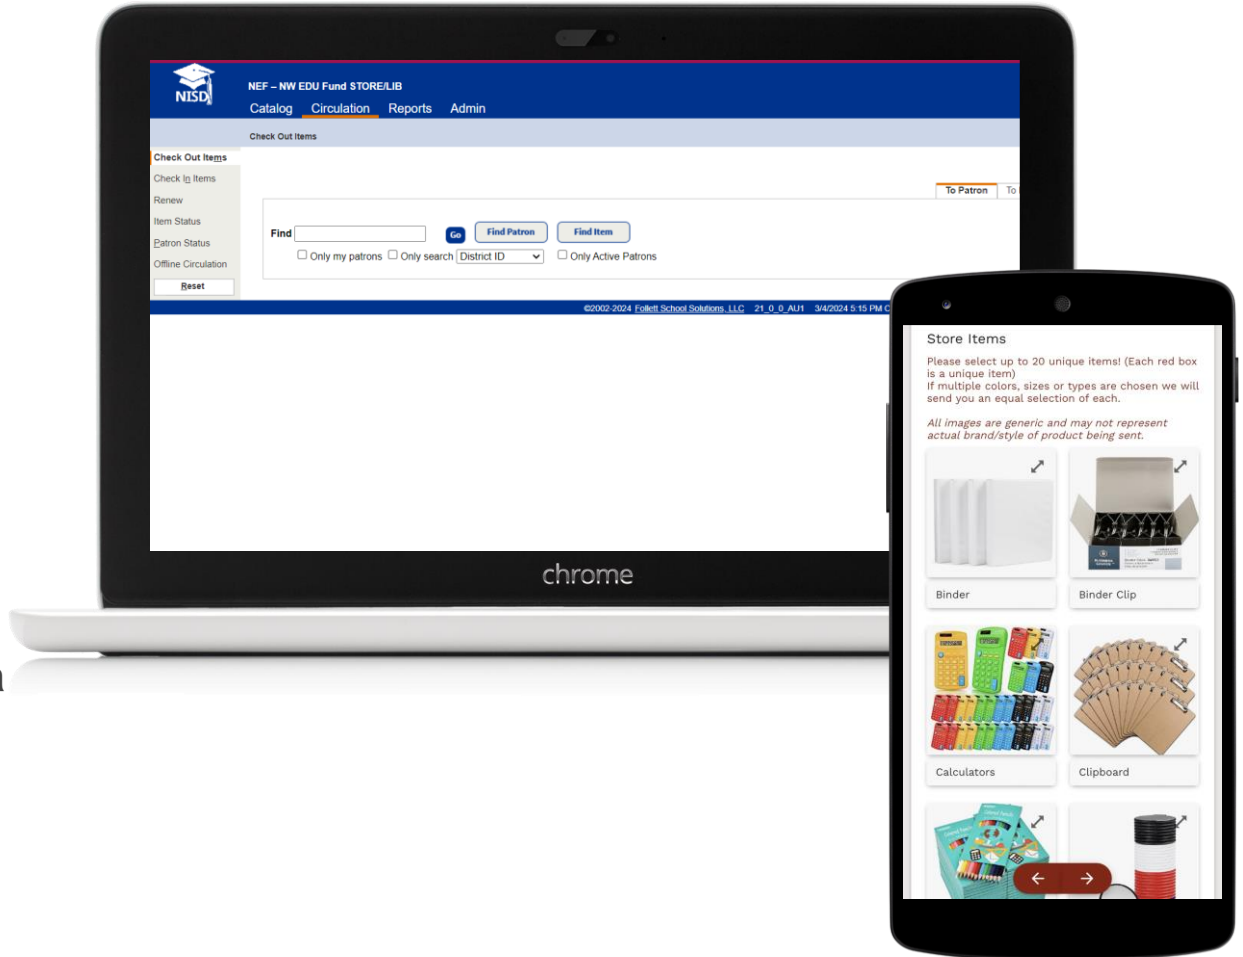 NISD
NEF – NW EDU Fund STORE/LIB
Catalog Circulation Reports Admin
Check Out Items
Check Out Items
Check In Items
Renew
Item Status
Patron Status
Offline Circulation
Reset
To Patron To
Find Go Find Patron Find Item
Only my patrons Only search District ID Only Active Patrons
©2002-2024 Follett School Solutions, LLC 21_0_0_AU1 3/4/2024 5:15 PM C
chrome
Store Items
Please select up to 20 unique items! (Each red box
is a unique item)
If multiple colors, sizes or types are chosen we will
send you an equal selection of each.
All images are generic and may not represent
actual brand/style of product being sent.
Binder
Binder Clip
Calculators
Clipboard